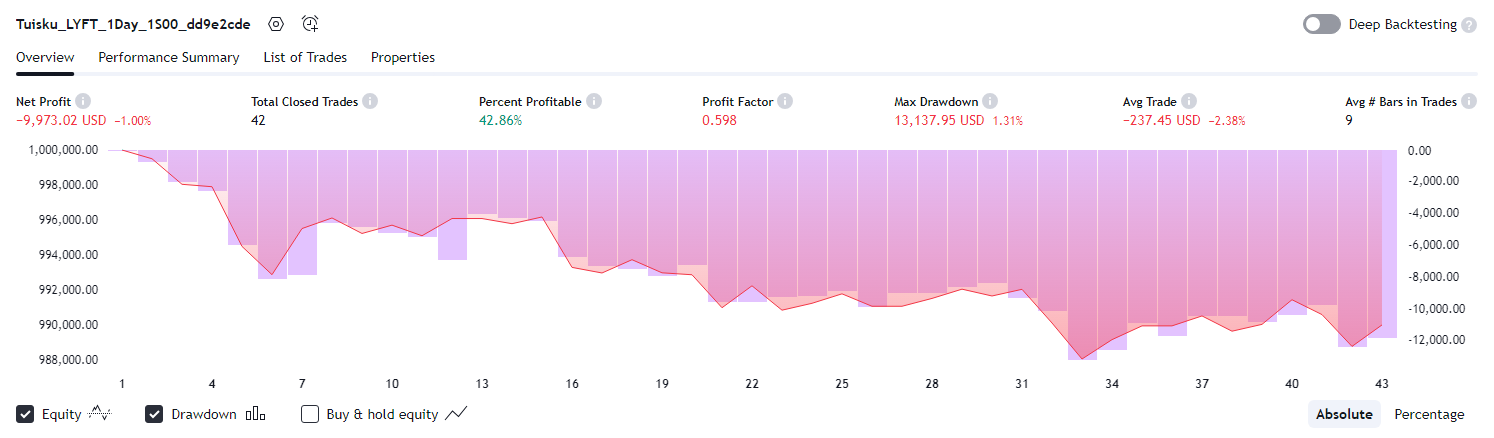 Tuisku_LYFT_1Day_1S00_dd9e2cde Deep Backtesting ?
Overview Performance Summary List of Trades Properties
Net Profit Total Closed Trades Percent Profitable Profit Factor Max Drawdown Avg Trade Avg # Bars in Trades
−9,973.02 USD −1.00% 42 42.86% 0.598 13,137.95 USD 1.31% −237.45 USD −2.38% 9
1,000,000.00 0.00
998,000.00 -2,000.00
996,000.00 -4,000.00
994,000.00 -6,000.00
992,000.00 -8,000.00
990,000.00 -10,000.00
988,000.00 -12,000.00
1 4 7 10 13 16 19 22 25 28 31 34 37 40 43
Equity Drawdown Buy & hold equity Absolute Percentage